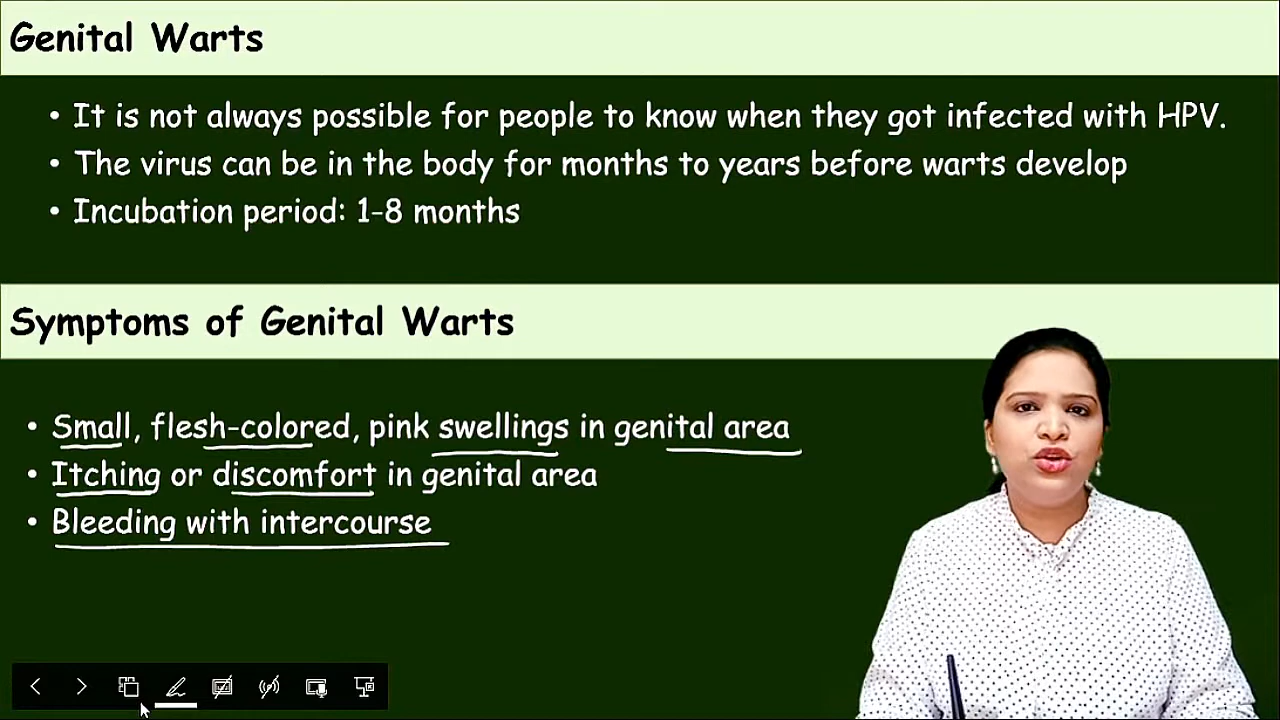 Genital Warts
• It is not always possible for people to know when they got infected with HPV.
• The virus can be in the body for months to years before warts develop
• Incubation period: 1-8 months
Symptoms of Genital Warts
• Small, flesh-colored, pink swellings in genital area
• Itching or discomfort in genital area
• Bleeding with intercourse